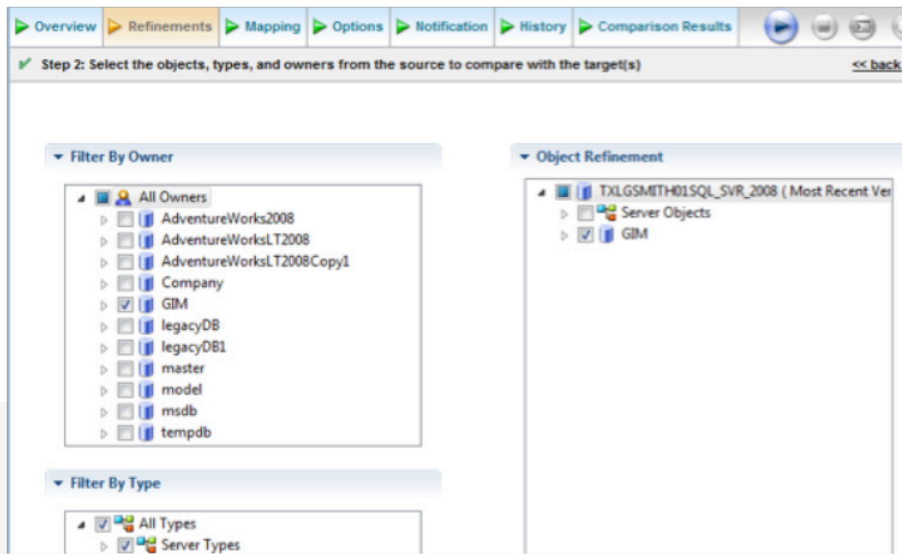 Overview Refinements Mapping Options Notification History Comparison Results
Step 2: Select the objects, types, and owners from the source to compare with the target(s) << back
Filter By Owner
All Owners
AdventureWorks2008
AdventureWorksLT2008
AdventureWorksLT2008Copy1
Company
GIM
legacyDB
legacyDB1
master
model
msdb
tempdb
Filter By Type
All Types
Server Types
Object Refinement
TXLGSMITH01SQL_SVR_2008 ( Most Recent Ver
Server Objects
GIM